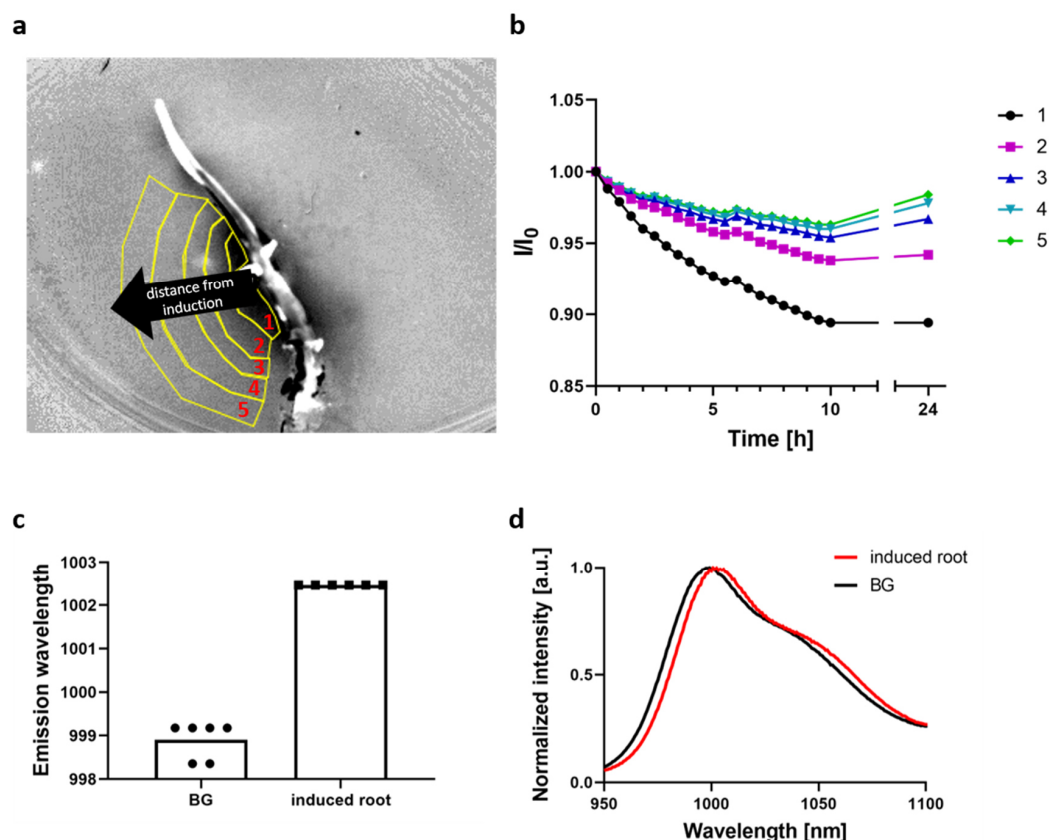 a
distance from
induction
1
2
3
4
5
b
I/I0
1.05
1.00
0.95
0.90
0.85
0
5
10
24
Time [h]
1
2
3
4
5
c
Emission wavelength
1003
1002
1001
1000
999
998
BG
induced root
d
Normalized intensity [a.u.]
1.0
0.5
0.0
950
1000
1050
1100
Wavelength [nm]
induced root
BG